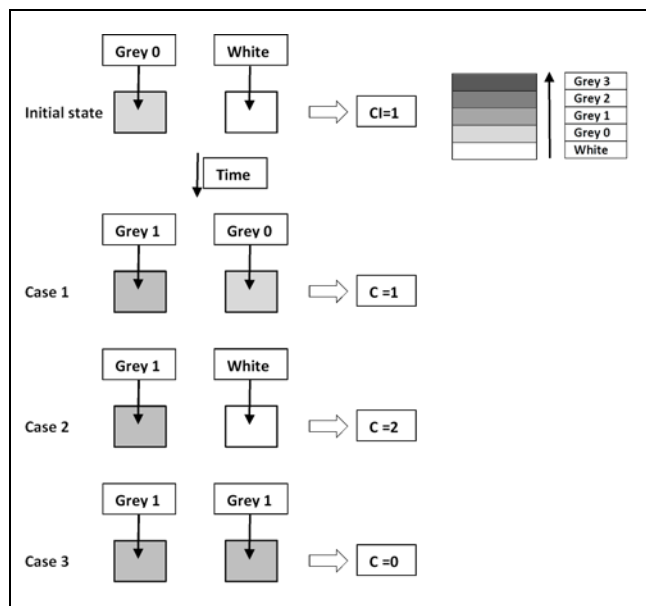 Grey 0
White
Initial state
CI=1
Grey 3
Grey 2
Grey 1
Grey 0
White
Time
Grey 1
Grey 0
Case 1
C =1
Grey 1
White
Case 2
C =2
Grey 1
Grey 1
Case 3
C =0